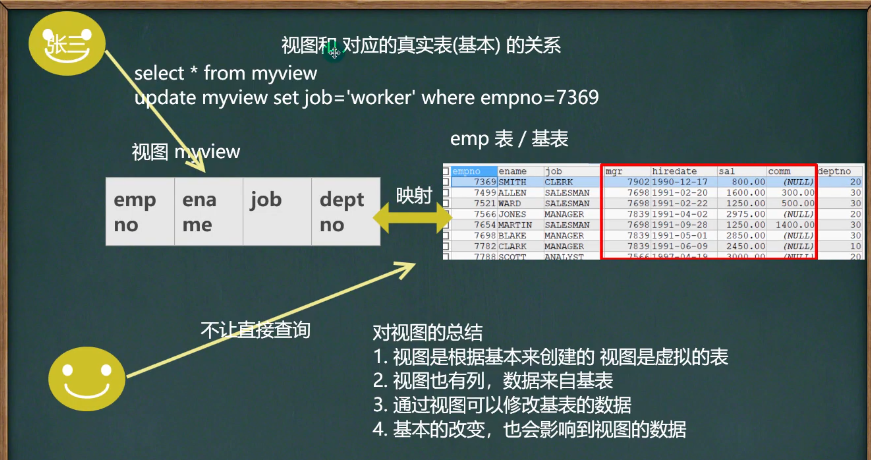 张三
视图和 对应的真实表(基本) 的关系
select * from myview
update myview set job='worker' where empno=7369
视图 myview
emp 表 / 基表
emp ena job dept
no me no
映射
empno ename job mgr hiredate sal comm deptno
7369 SMITH CLERK 7902 1990-12-17 800.00 (NULL) 20
7499 ALLEN SALESMAN 7698 1991-02-20 1600.00 300.00 30
7521 WARD SALESMAN 7698 1991-02-22 1250.00 500.00 30
7566 JONES MANAGER 7839 1991-04-02 2975.00 (NULL) 20
7654 MARTIN SALESMAN 7698 1991-09-28 1250.00 1400.00 30
7698 BLAKE MANAGER 7839 1991-05-01 2850.00 (NULL) 30
7782 CLARK MANAGER 7839 1991-06-09 2450.00 (NULL) 10
7788 SCOTT ANALYST 7566 1997-04-19 3000.00 (NULL) 20
不让直接查询
对视图的总结
1. 视图是根据基本来创建的 视图是虚拟的表
2. 视图也有列，数据来自基表
3. 通过视图可以修改基表的数据
4. 基本的改变，也会影响到视图的数据